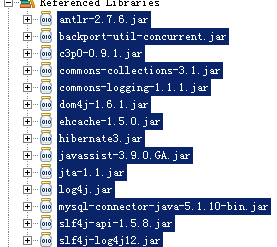 Referenced Libraries
antlr-2.7.6.jar
backport-util-concurrent.jar
c3p0-0.9.1.jar
commons-collections-3.1.jar
commons-logging-1.1.1.jar
dom4j-1.6.1.jar
ehcache-1.5.0.jar
hibernate3.jar
javassist-3.9.0.GA.jar
jta-1.1.jar
log4j.jar
mysql-connector-java-5.1.10-bin.jar
slf4j-api-1.5.8.jar
slf4j-log4j12.jar